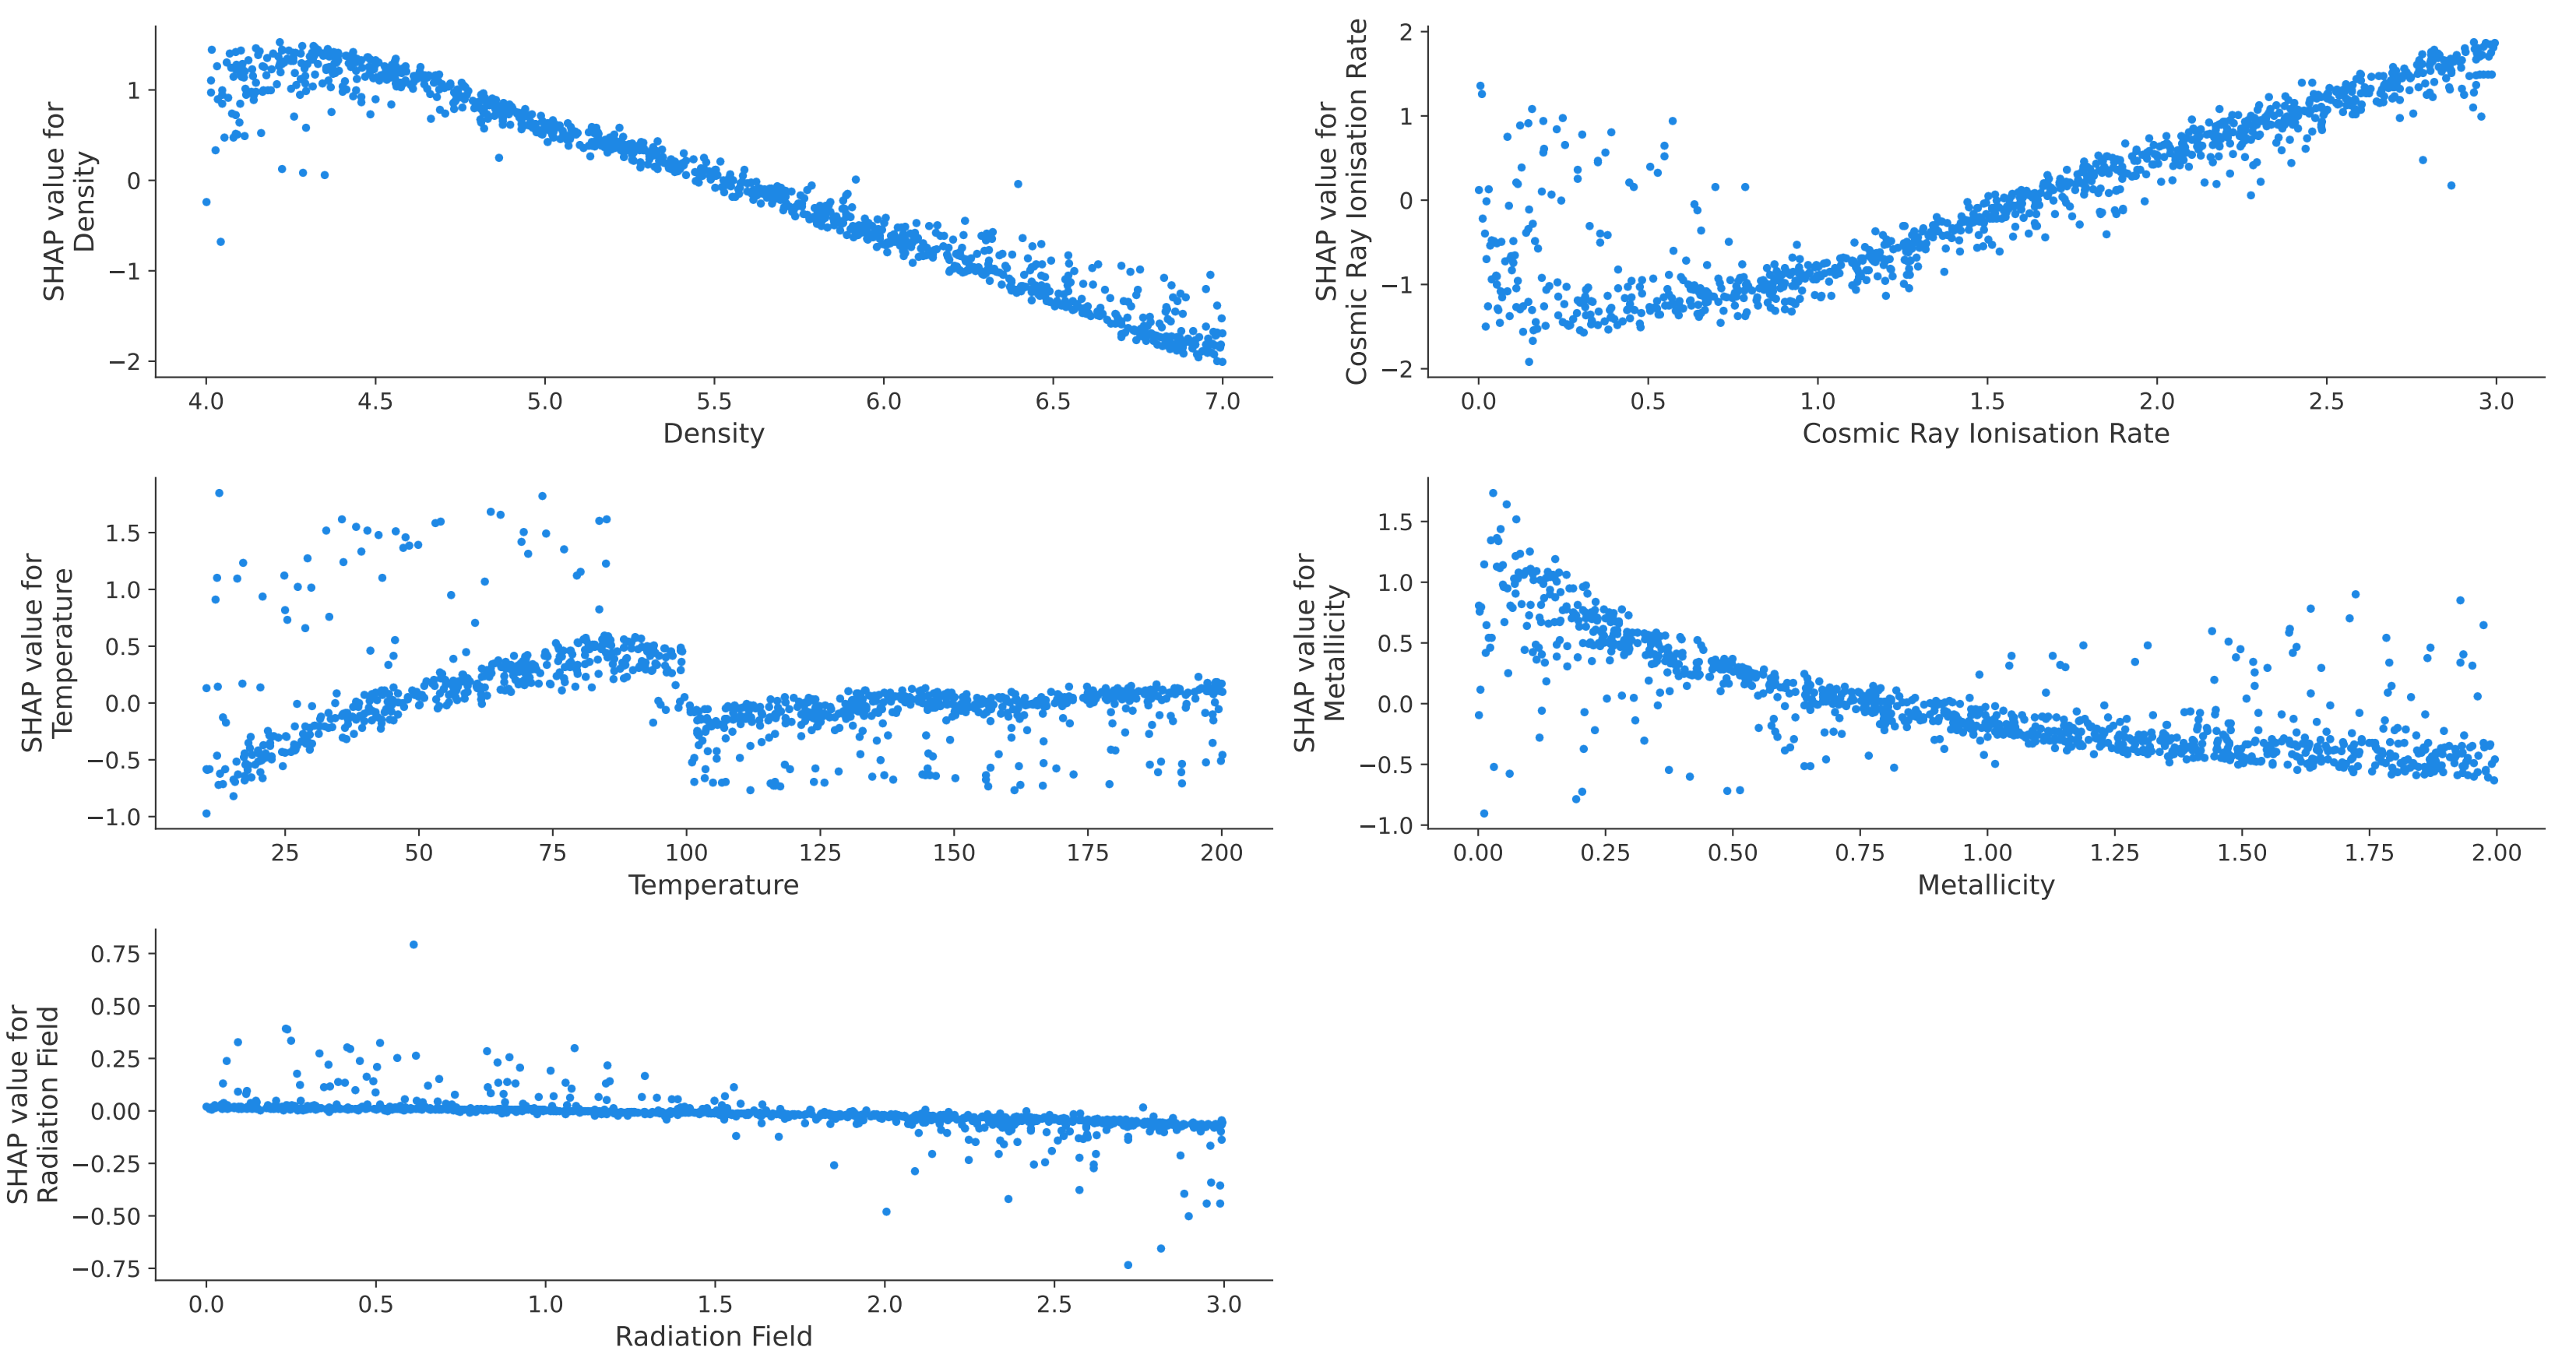 SHAP value for
Density
1
0
−1
−2
4.0 4.5 5.0 5.5 6.0 6.5 7.0
Density
SHAP value for
Cosmic Ray Ionisation Rate
2
1
0
−1
−2
0.0 0.5 1.0 1.5 2.0 2.5 3.0
Cosmic Ray Ionisation Rate
SHAP value for
Temperature
1.5
1.0
0.5
0.0
−0.5
−1.0
25 50 75 100 125 150 175 200
Temperature
SHAP value for
Metallicity
1.5
1.0
0.5
0.0
−0.5
−1.0
0.00 0.25 0.50 0.75 1.00 1.25 1.50 1.75 2.00
Metallicity
SHAP value for
Radiation Field
0.75
0.50
0.25
0.00
−0.25
−0.50
−0.75
0.0 0.5 1.0 1.5 2.0 2.5 3.0
Radiation Field